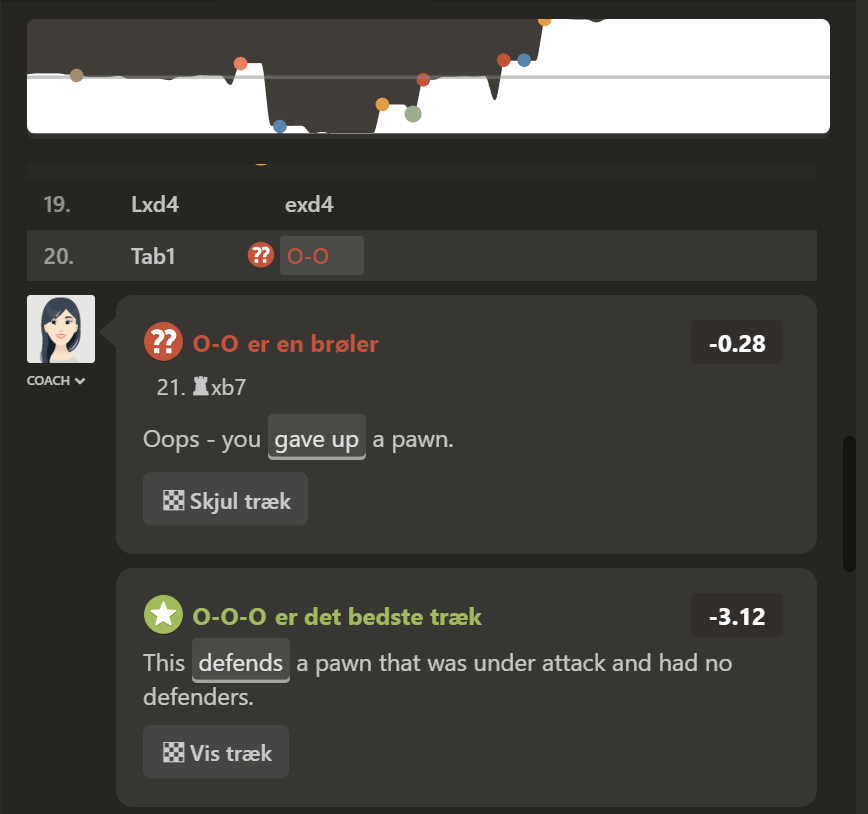 19. Lxd4 exd4
20. Tab1 ?? O-O
?? O-O er en brøler -0.28
21. ♜xb7
COACH
Oops - you gave up a pawn.
Skjul træk
O-O-O er det bedste træk -3.12
This defends a pawn that was under attack and had no
defenders.
Vis træk